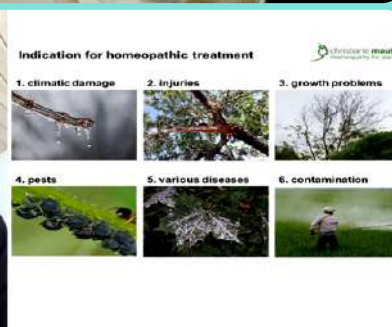 Indication for homeopathic treatment
christiane
1. climatic damage
2. injuries
3. growth problems
4. pests
5. various diseases
6. contamination